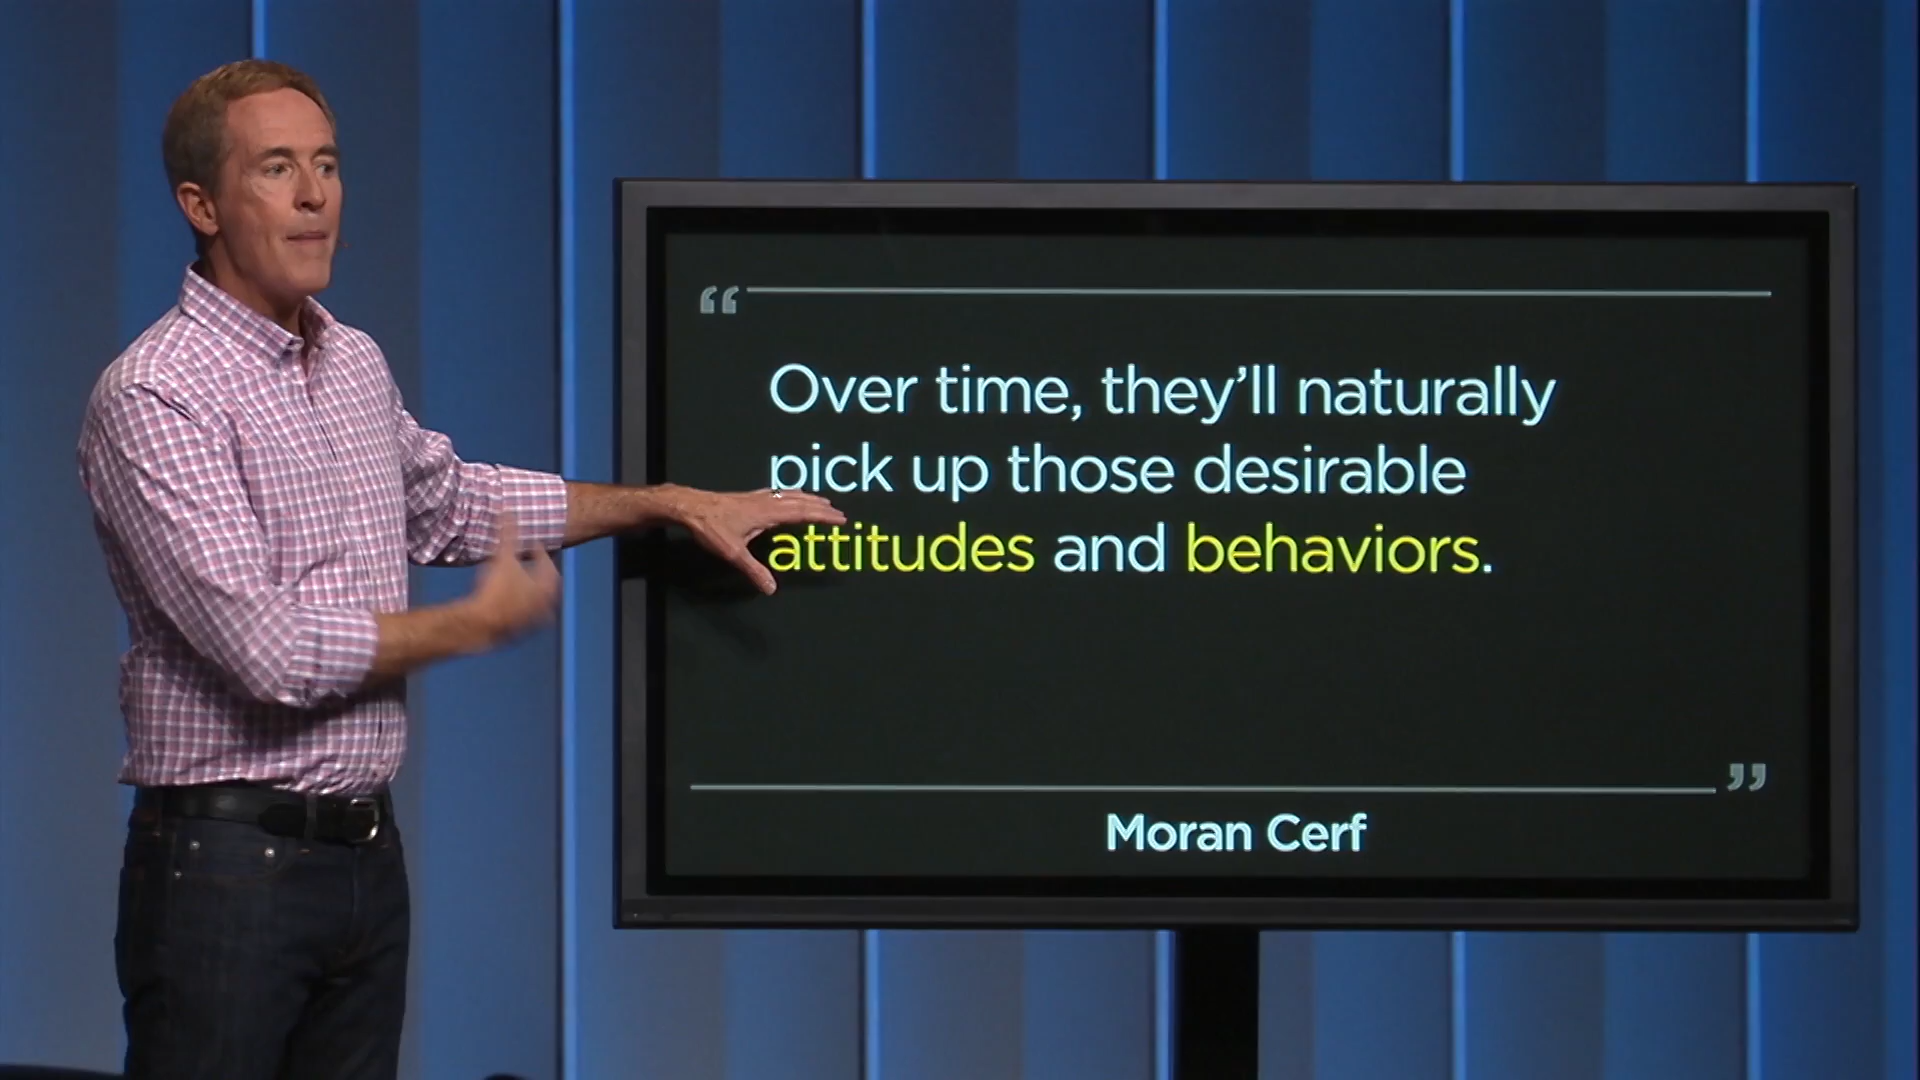 “
Over time, they’ll naturally
pick up those desirable
attitudes and behaviors.
”
Moran Cerf